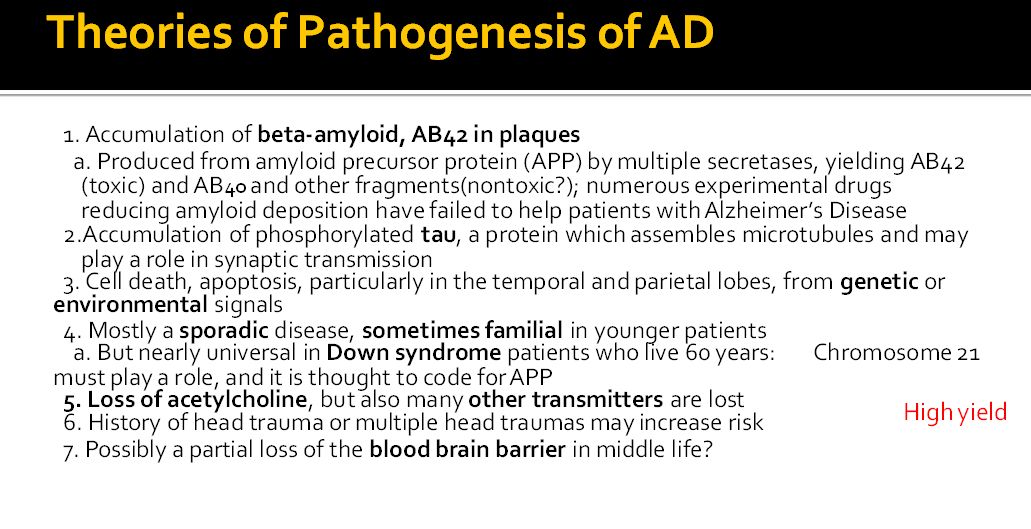 Theories of Pathogenesis of AD
1. Accumulation of beta-amyloid, AB42 in plaques
a. Produced from amyloid precursor protein (APP) by multiple secretases, yielding AB42
(toxic) and AB40 and other fragments(nontoxic?); numerous experimental drugs
reducing amyloid deposition have failed to help patients with Alzheimer's Disease
2.Accumulation of phosphorylated tau, a protein which assembles microtubules and may
play a role in synaptic transmission
3. Cell death, apoptosis, particularly in the temporal and parietal lobes, from genetic or
environmental signals
4. Mostly a sporadic disease, sometimes familial in younger patients
a. But nearly universal in Down syndrome patients who live 60 years: Chromosome 21
must play a role, and it is thought to code for APP
5. Loss of acetylcholine, but also many other transmitters are lost
6. History of head trauma or multiple head traumas may increase risk
High yield
7. Possibly a partial loss of the blood brain barrier in middle life?